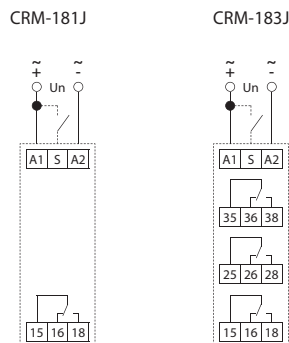 CRM-181J CRM-183J
~ ~ ~ ~
+ Un - + Un -
A1 S A2 A1 S A2
35 36 38
25 26 28
15 16 18 15 16 18